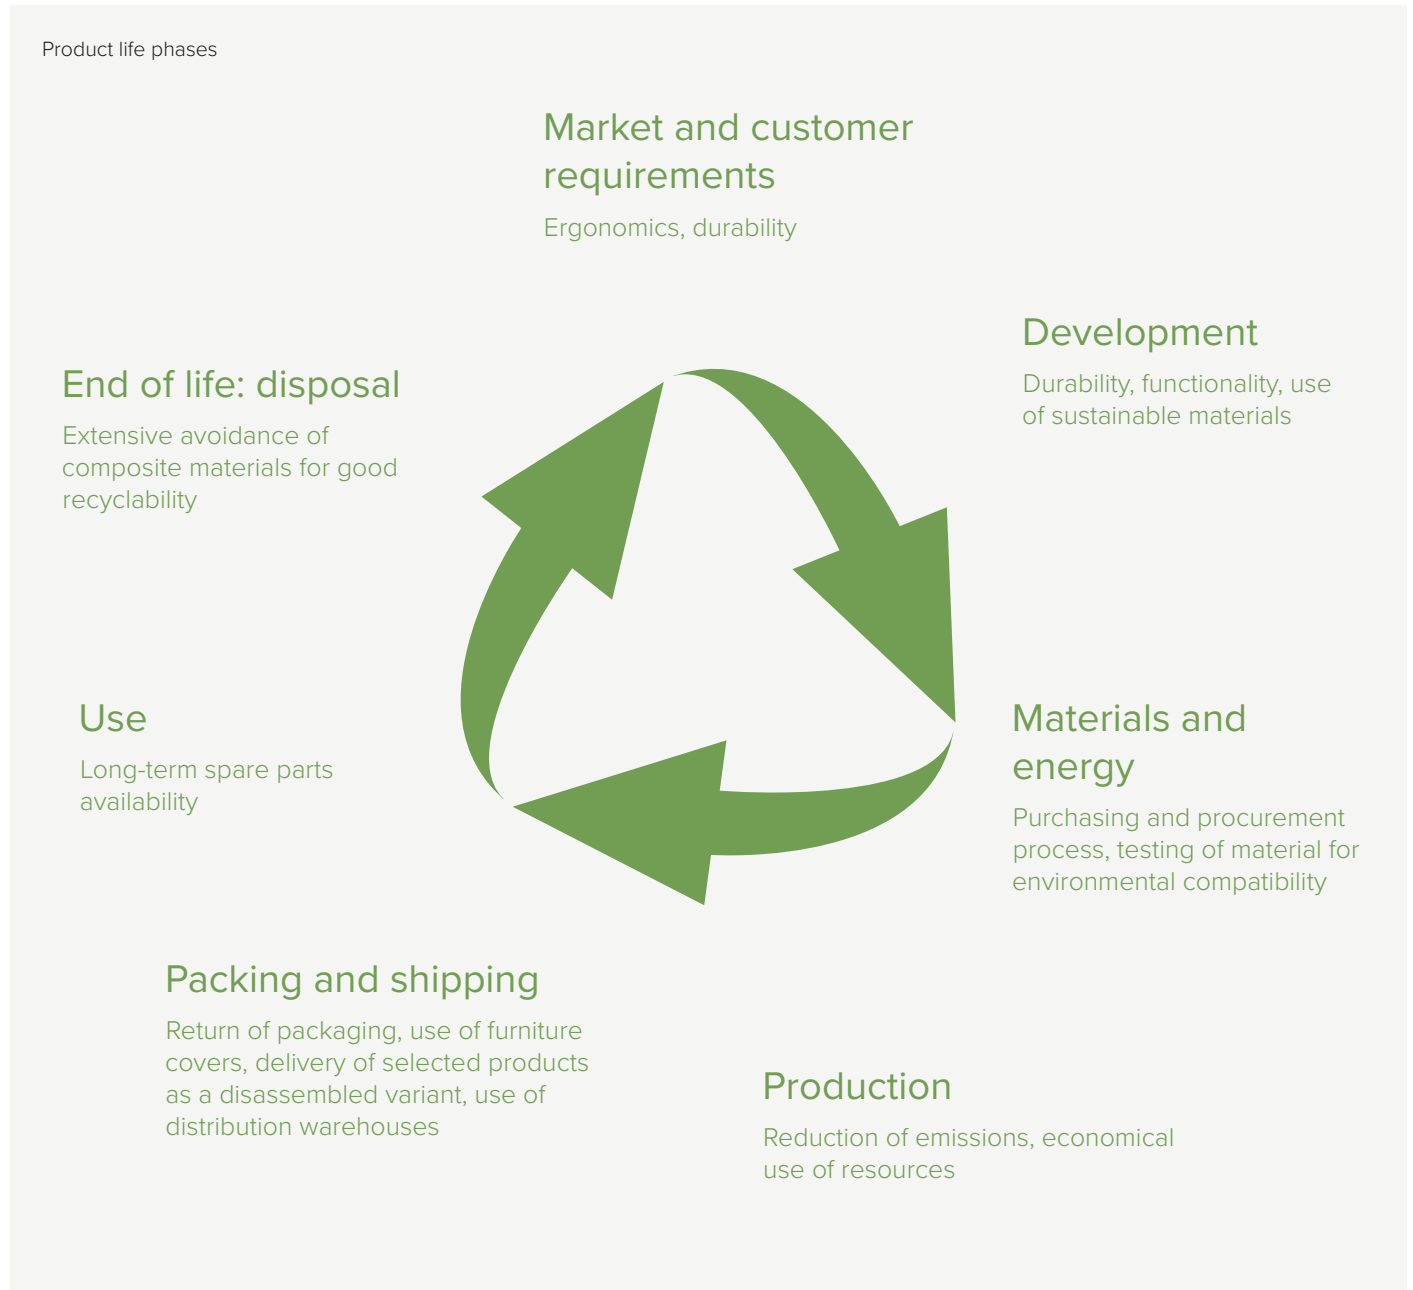 Product life phases
Market and customer
requirements
Ergonomics, durability
Development
Durability, functionality, use
of sustainable materials
Materials and
energy
Purchasing and procurement
process, testing of material for
environmental compatibility
Production
Reduction of emissions, economical
use of resources
Packing and shipping
Return of packaging, use of furniture
covers, delivery of selected products
as a disassembled variant, use of
distribution warehouses
Use
Long-term spare parts
availability
End of life: disposal
Extensive avoidance of
composite materials for good
recyclability